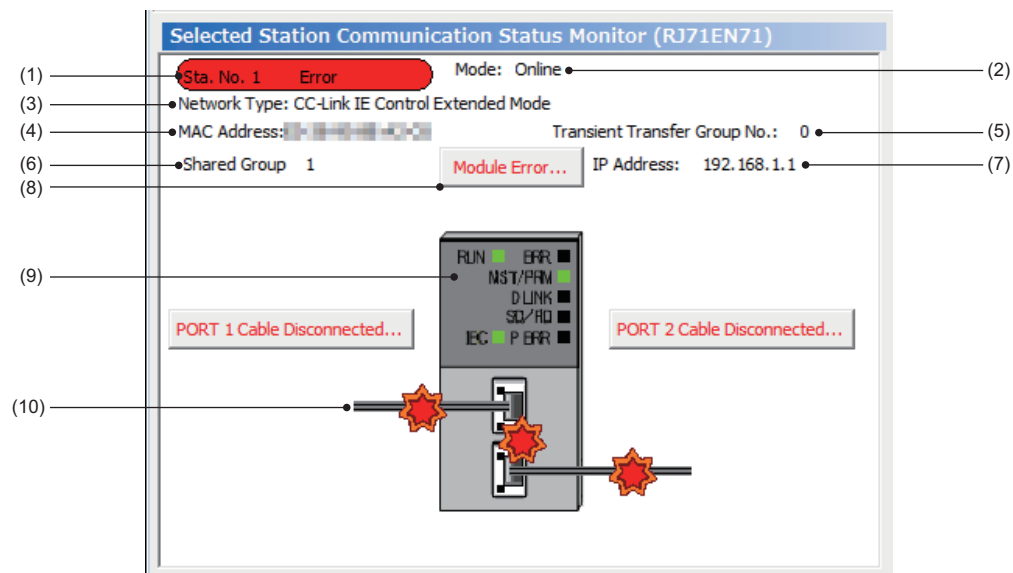 Selected Station Communication Status Monitor (RJ71EN71)
(1) Sta. No. 1 Error Mode: Online (2)
(3) Network Type: CC-Link IE Control Extended Mode
(4) MAC Address: Transient Transfer Group No.: 0 (5)
(6) Shared Group 1 Module Error... IP Address: 192.168.1.1 (7)
(8)
RUN ERR
(9) MST/PRM
D LINK
SD/RD
IEC P ERR
PORT 1 Cable Disconnected... PORT 2 Cable Disconnected...
(10)